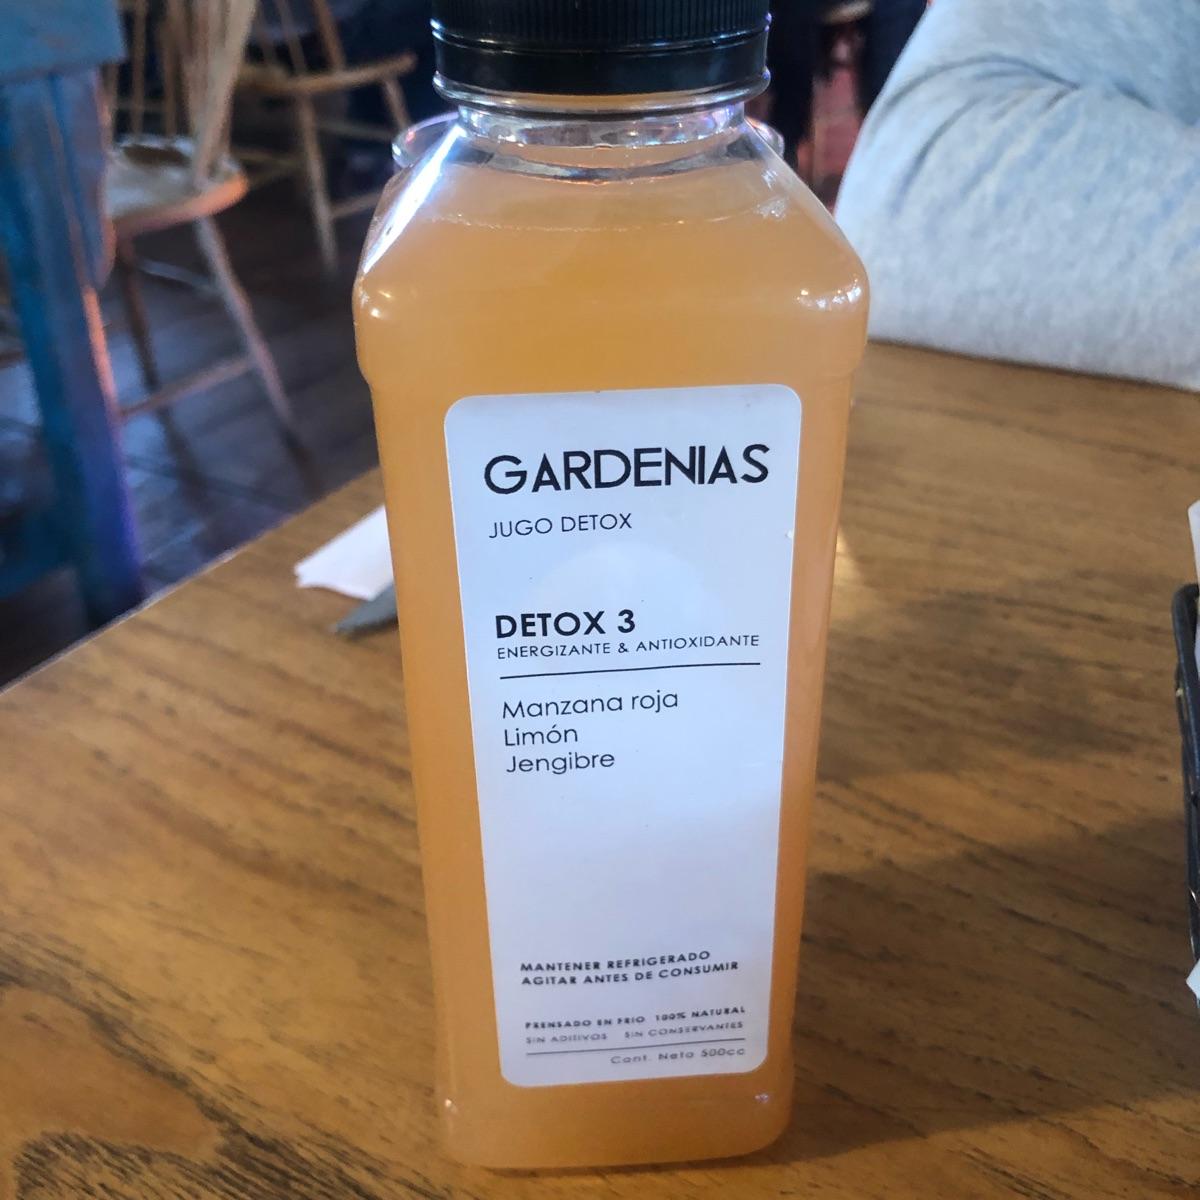 GARDENIAS
JUGO DETOX
DETOX 3
ENERGIZANTE & ANTIOXIDANTE
Manzana roja
Limón
Jengibre
MANTENER REFRIGERADO
AGITAR ANTES DE CONSUMIR
PRENSADO EN FRIO 100% NATURAL
SIN ADITIVOS SIN CONSERVANTES
Cont. Neto 500cc